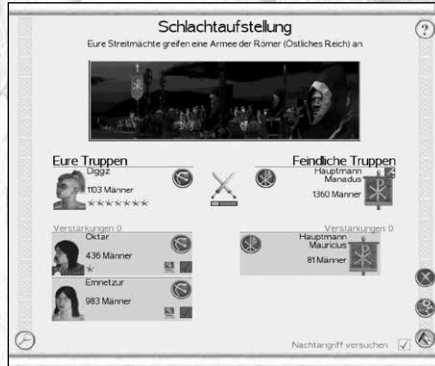 Schlachtaufstellung
Eure Streitmächte greifen eine Armee der Römer (Östliches Reich) an
Eure Truppen
Feindliche Truppen
Diggiz
1103 Männer
Hauptmann
Manadus
1360 Männer
Verstärkungen: 0
Verstärkungen: 0
Oktar
436 Männer
Hauptmann
Mauricius
81 Männer
Emnetzur
983 Männer
Nachtangriff versuchen